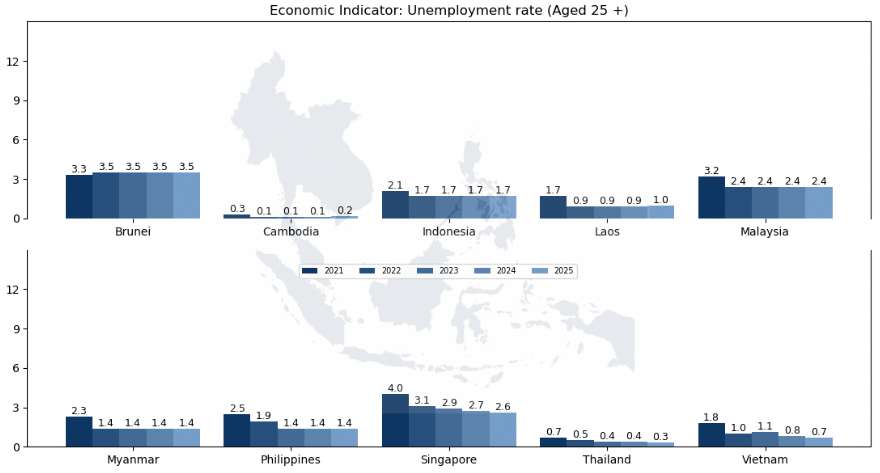 Economic Indicator: Unemployment rate (Aged 25 +)
12
9
6
3
0
3.3 3.5 3.5 3.5 3.5
0.3 0.1 0.1 0.1 0.2
2.1 1.7 1.7 1.7 1.7
1.7 0.9 0.9 0.9 1.0
3.2 2.4 2.4 2.4 2.4
Brunei Cambodia Indonesia Laos Malaysia
2021 2022 2023 2024 2025
12
9
6
3
0
2.3 1.4 1.4 1.4 1.4
2.5 1.9 1.4 1.4 1.4
4.0 3.1 2.9 2.7 2.6
0.7 0.5 0.4 0.4 0.3
1.8 1.0 1.1 0.8 0.7
Myanmar Philippines Singapore Thailand Vietnam